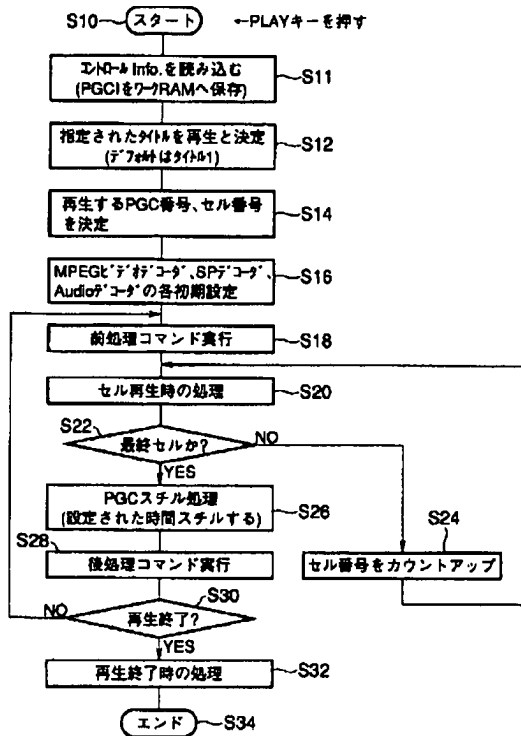 S10
スタート
←PLAYキーを押す
ｺﾝﾄﾛｰﾙ Info.を読み込む
(PGCIをﾜｰｸRAMへ保存)
S11
指定されたﾀｲﾄﾙを再生と決定
(ﾃﾞﾌｫﾙﾄはﾀｲﾄﾙ1)
S12
再生するPGC番号、セル番号
を決定
S14
MPEGﾋﾞﾃﾞｵﾃﾞｺｰﾀﾞ、SPﾃﾞｺｰﾀﾞ、
Audioﾃﾞｺｰﾀﾞの各初期設定
S16
前処理コマンド実行
S18
セル再生時の処理
S20
S22
最終セルか?
NO
YES
PGCスチル処理
(設定された時間スチルする)
S26
S24
セル番号をカウントアップ
S28
後処理コマンド実行
S30
NO
再生終了?
YES
再生終了時の処理
S32
エンド
S34